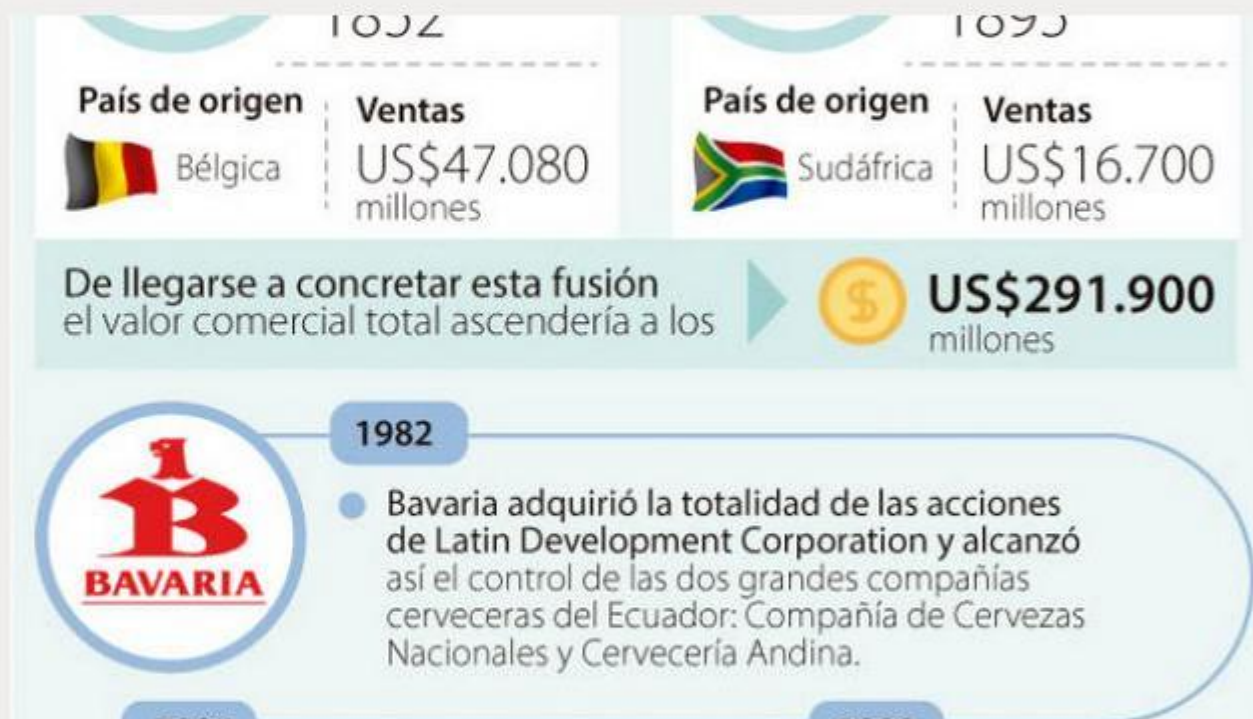 País de origen
Bélgica
Ventas
US$47.080
millones
País de origen
Sudáfrica
Ventas
US$16.700
millones
De llegarse a concretar esta fusión
el valor comercial total ascendería a los
$
US$291.900
millones
B
BAVARIA
1982
Bavaria adquirió la totalidad de las acciones
de Latin Development Corporation y alcanzó
así el control de las dos grandes compañías
cerveceras del Ecuador: Compañía de Cervezas
Nacionales y Cervecería Andina.